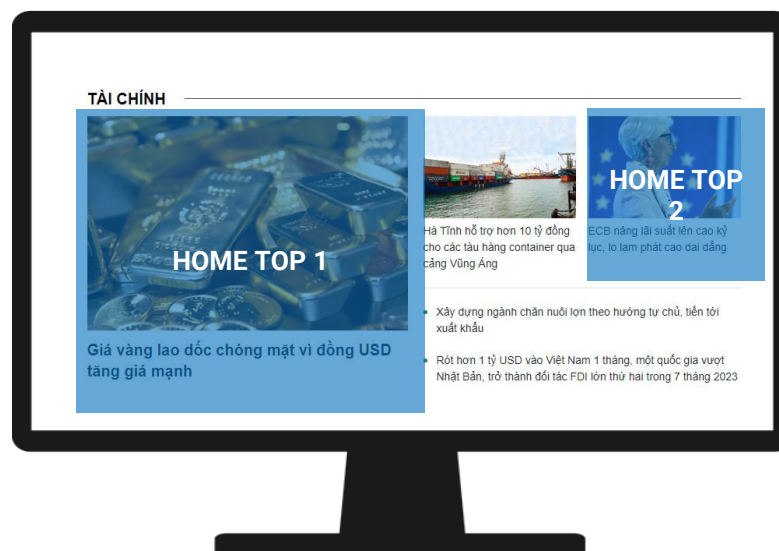 TÀI CHÍNH
HOME TOP 1
Giá vàng lao dốc chóng mặt vì đồng USD
tăng giá mạnh
Hà Tĩnh hỗ trợ hơn 10 tỷ đồng
cho các tàu hàng container qua
cảng Vũng Áng
HOME TOP
2
ECB nâng lãi suất lên cao kỷ
lục, lo lạm phát cao dai dẳng
Xây dựng ngành chăn nuôi lợn theo hướng tự chủ, tiến tới
xuất khẩu
Rót hơn 1 tỷ USD vào Việt Nam 1 tháng, một quốc gia vượt
Nhật Bản, trở thành đối tác FDI lớn thứ hai trong 7 tháng 2023